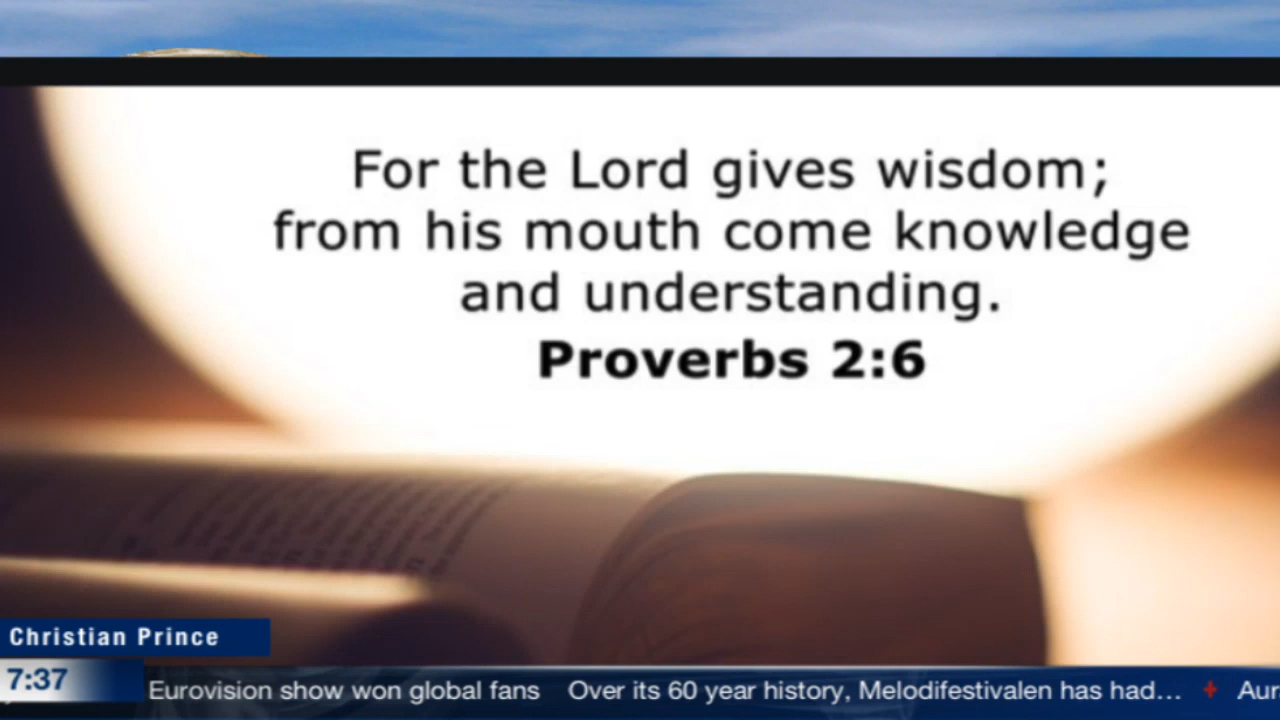 For the Lord gives wisdom;
from his mouth come knowledge
and understanding.
Proverbs 2:6
Christian Prince
7:37
Eurovision show won global fans Over its 60 year history, Melodifestivalen has had...